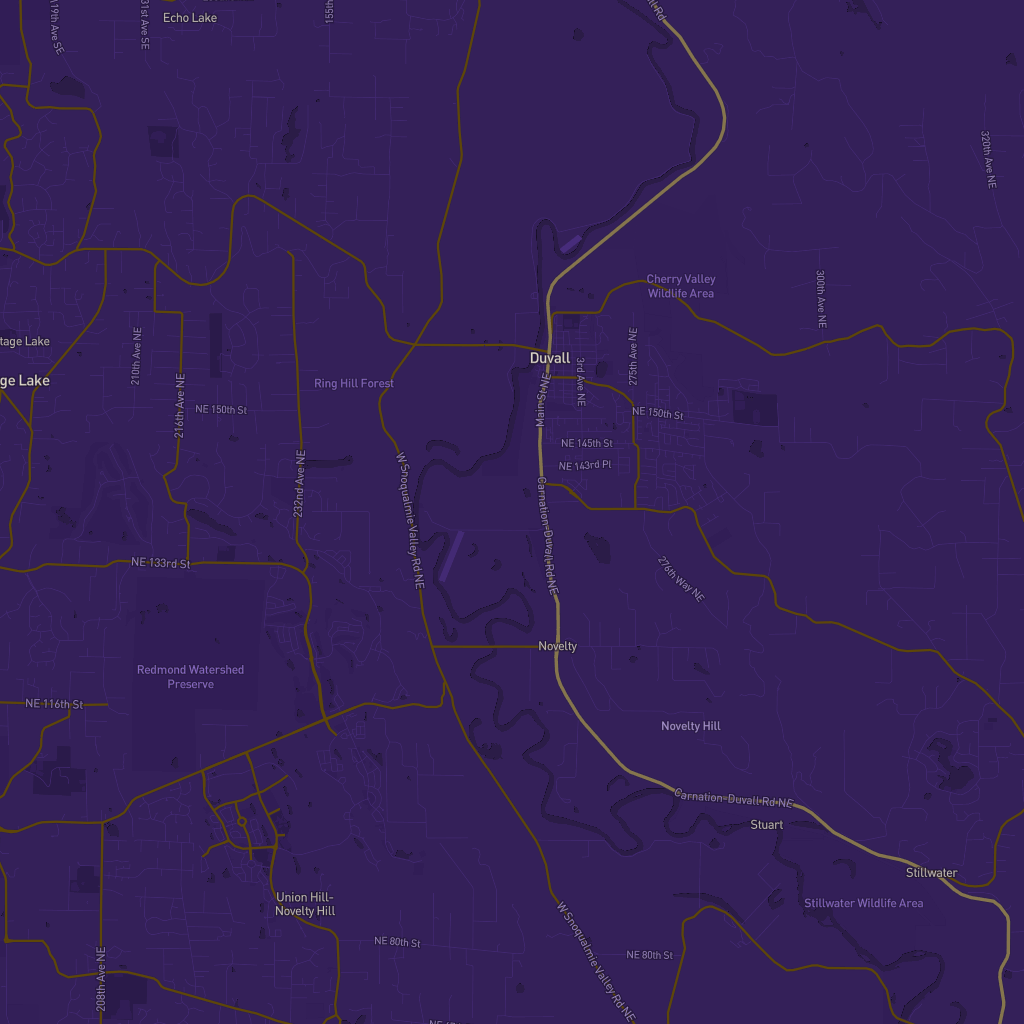 119th Ave SE
131st Ave SE
155th
Echo Lake
320th Ave NE
Cherry Valley
Wildlife Area
300th Ave NE
tage Lake
210th Ave NE
ge Lake
Duvall
3rd Ave NE
275th Ave NE
Ring Hill Forest
216th Ave NE
NE 150th St
Main St NE
NE 150th St
NE 145th St
NE 143rd Pl
232nd Ave NE
W Snoqualmie Valley Rd NE
Carnation-Duvall Rd NE
NE 133rd St
276th Way NE
Novelty
Redmond Watershed
Preserve
NE 116th St
Novelty Hill
Carnation-Duvall Rd NE
Stuart
Stillwater
Union Hill-
Novelty Hill
Stillwater Wildlife Area
W Snoqualmie Valley Rd NE
NE 80th St
NE 80th St
208th Ave NE